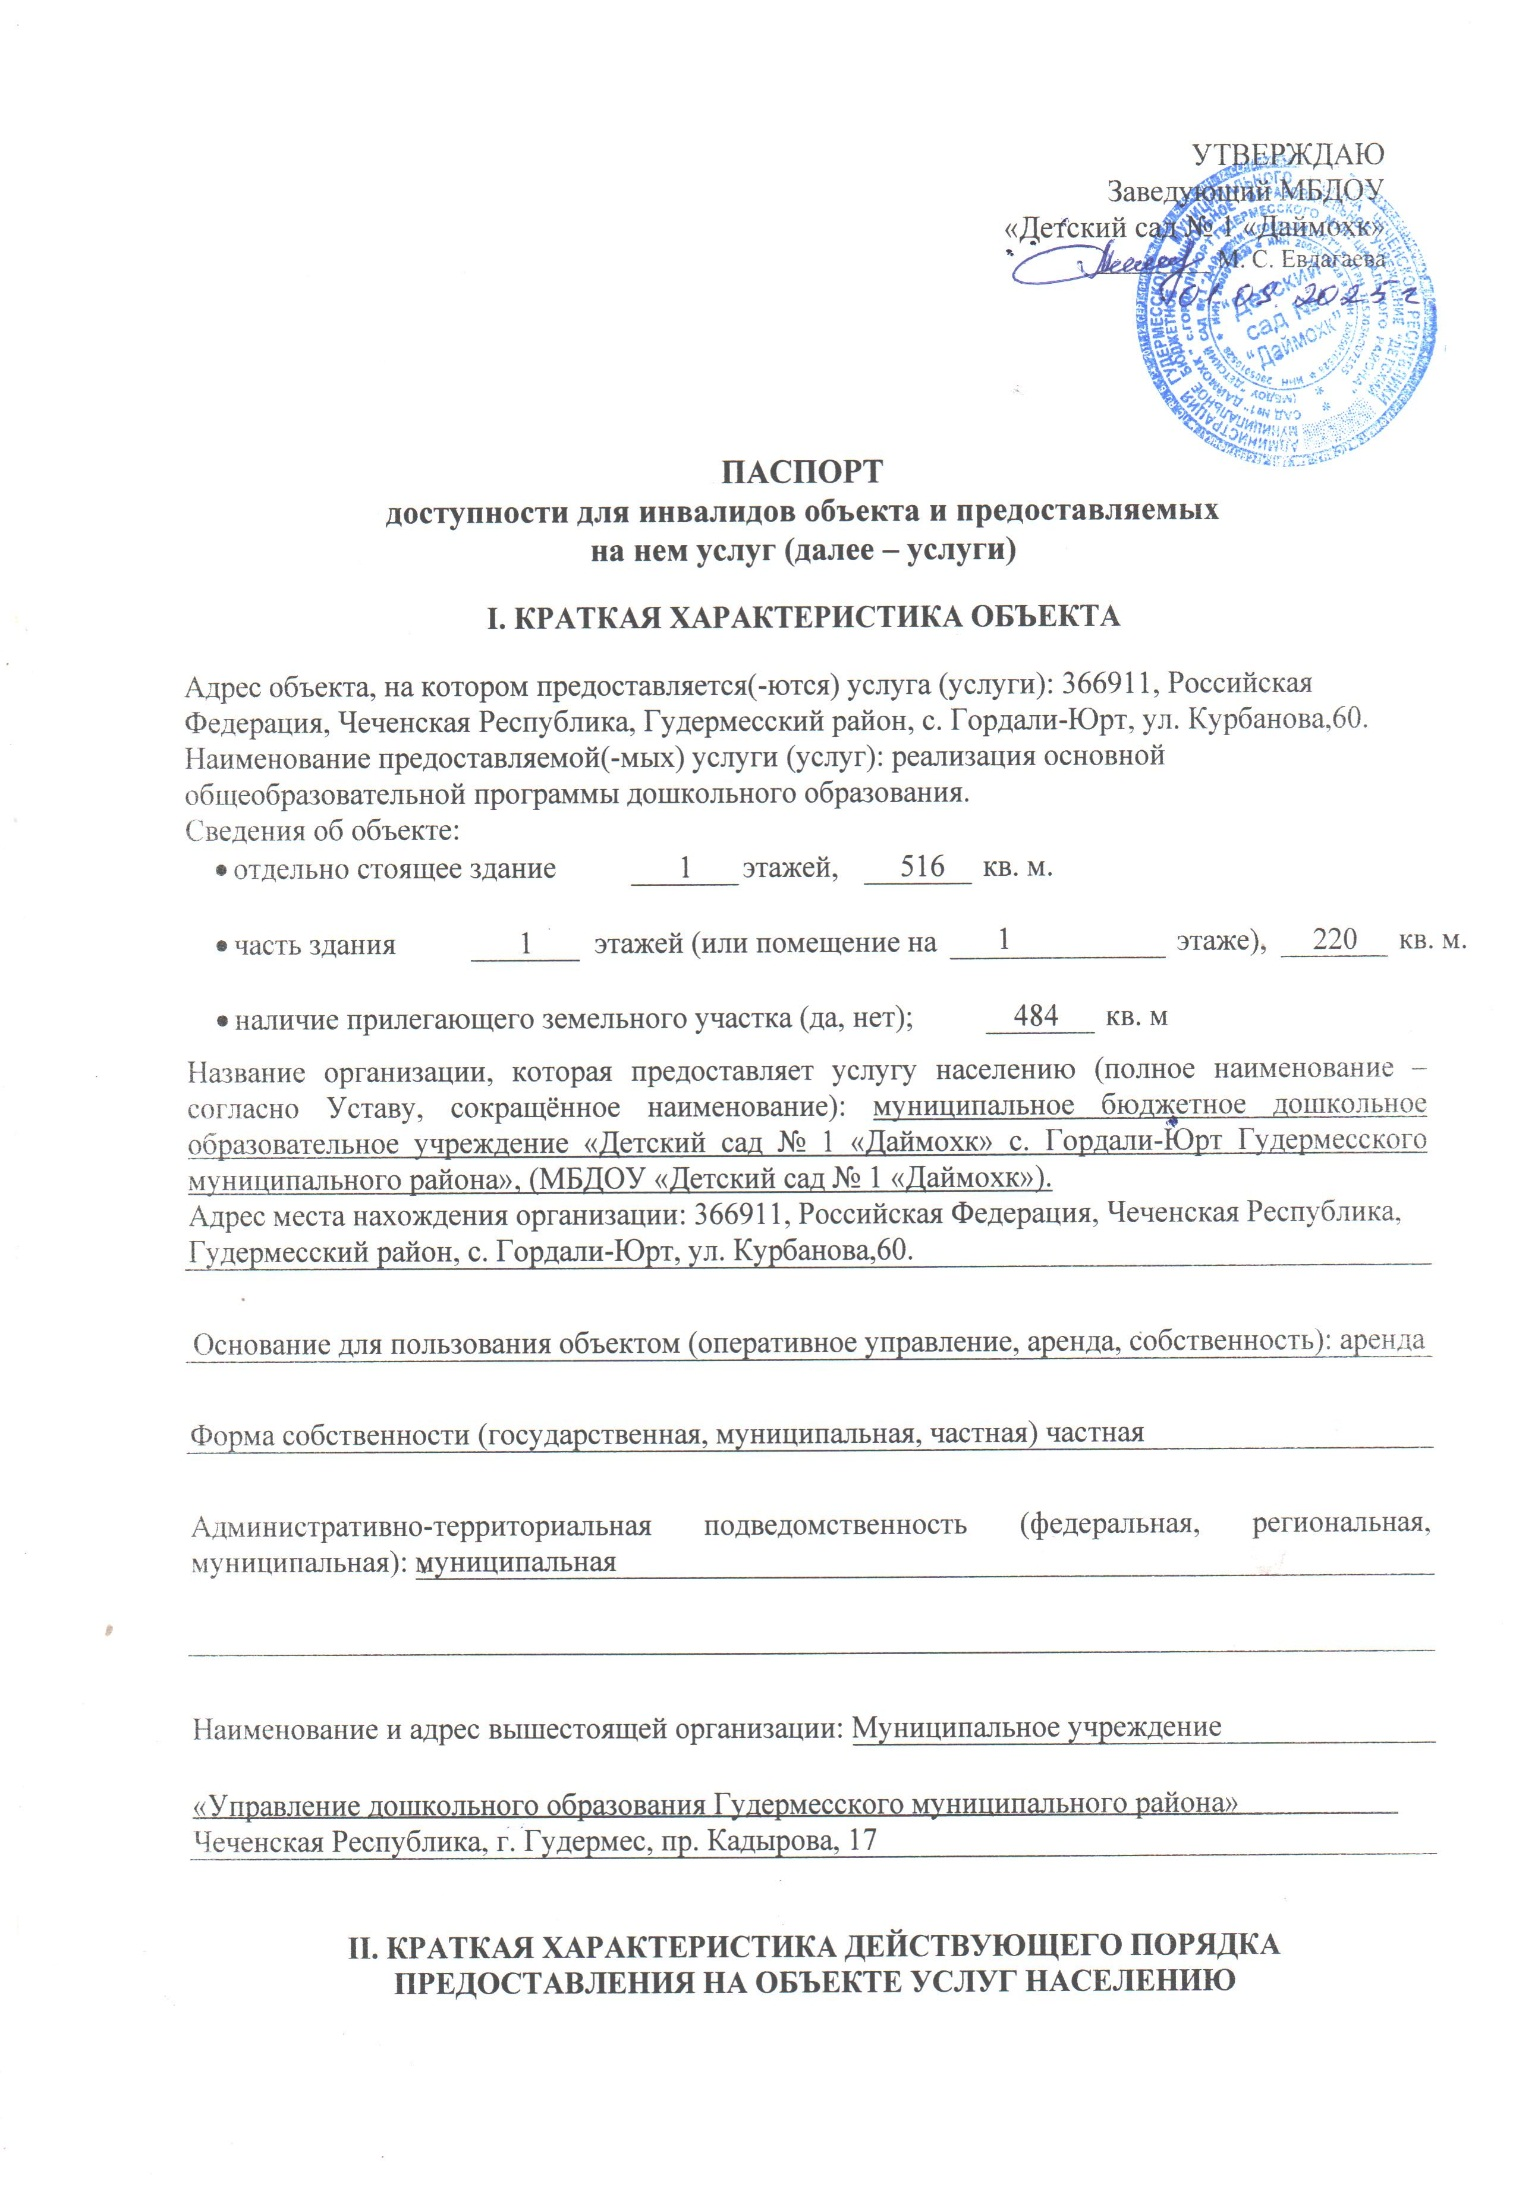 УТВЕРЖДАЮ
Заведующий МБДОУ
«Детский сад № 1 «Даймохк»
М. С. Евдагаева
2025 г
"Детский
сад №
"Даймохк"
ПАСПОРТ
доступности для инвалидов объекта и предоставляемых
на нем услуг (далее – услуги)
I. КРАТКАЯ ХАРАКТЕРИСТИКА ОБЪЕКТА
Адрес объекта, на котором предоставляется(-ются) услуга (услуги): 366911, Российская
Федерация, Чеченская Республика, Гудермесский район, с. Гордали-Юрт, ул. Курбанова,60.
Наименование предоставляемой(-мых) услуги (услуг): реализация основной
общеобразовательной программы дошкольного образования.
Сведения об объекте:
• отдельно стоящее здание 1 этажей, 516 кв. м.
• часть здания 1 этажей (или помещение на 1 этаже), 220 кв. м.
• наличие прилегающего земельного участка (да, нет); 484 кв. м
Название организации, которая предоставляет услугу населению (полное наименование –
согласно Уставу, сокращённое наименование): муниципальное бюджетное дошкольное
образовательное учреждение «Детский сад № 1 «Даймохк» с. Гордали-Юрт Гудермесского
муниципального района», (МБДОУ «Детский сад № 1 «Даймохк»).
Адрес места нахождения организации: 366911, Российская Федерация, Чеченская Республика,
Гудермесский район, с. Гордали-Юрт, ул. Курбанова,60.
Основание для пользования объектом (оперативное управление, аренда, собственность): аренда
Форма собственности (государственная, муниципальная, частная) частная
Административно-территориальная подведомственность (федеральная, региональная,
муниципальная): муниципальная
Наименование и адрес вышестоящей организации: Муниципальное учреждение
«Управление дошкольного образования Гудермесского муниципального района»
Чеченская Республика, г. Гудермес, пр. Кадырова, 17
II. КРАТКАЯ ХАРАКТЕРИСТИКА ДЕЙСТВУЮЩЕГО ПОРЯДКА
ПРЕДОСТАВЛЕНИЯ НА ОБЪЕКТЕ УСЛУГ НАСЕЛЕНИЮ